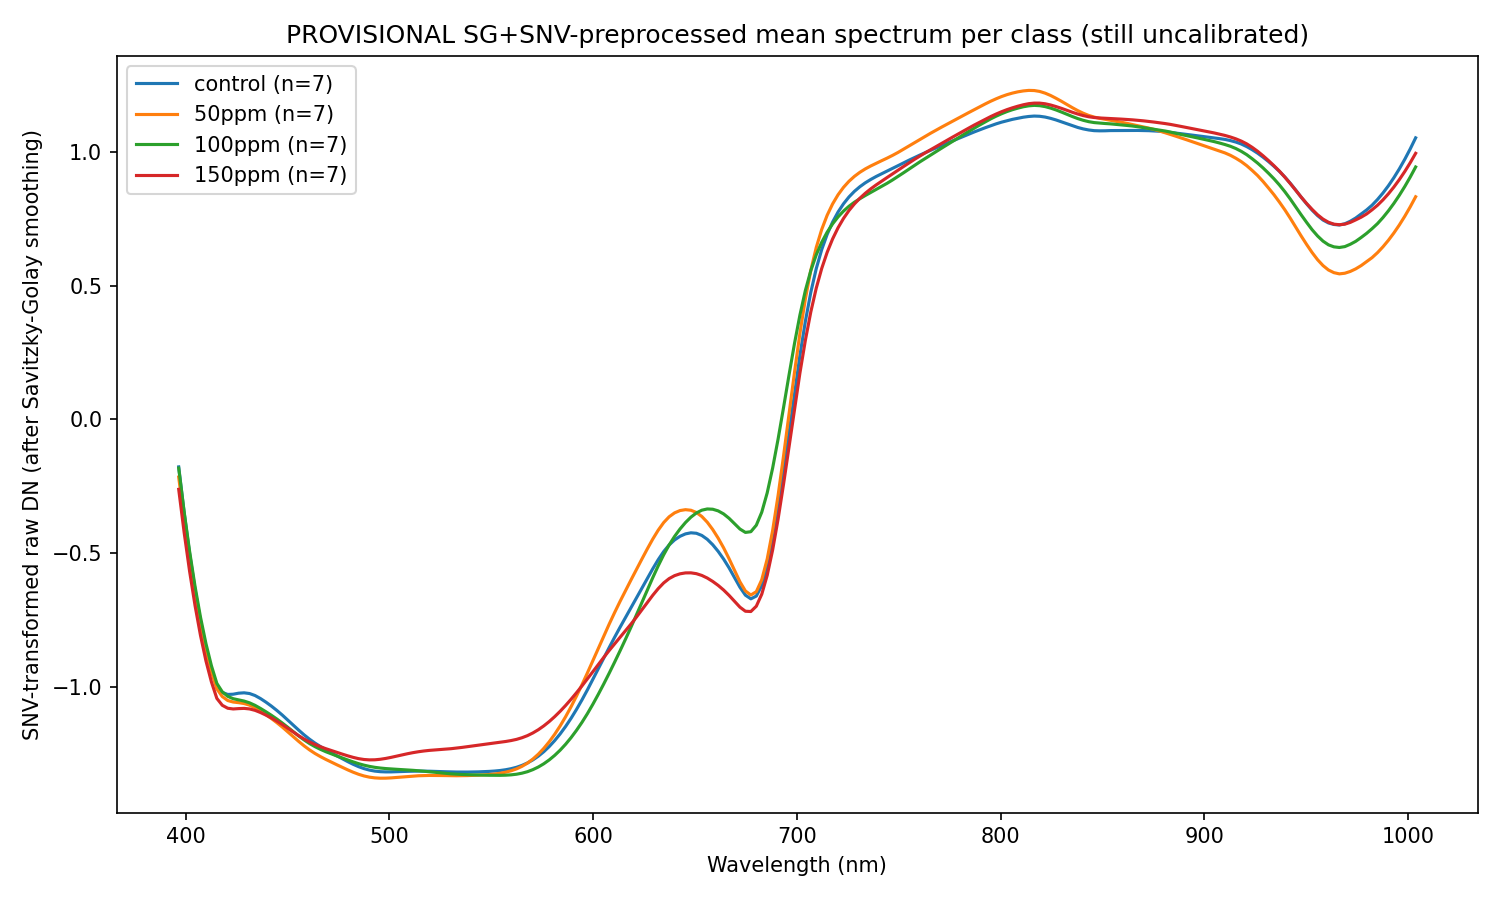 PROVISIONAL SG+SNV-preprocessed mean spectrum per class (still uncalibrated)
control (n=7)
50ppm (n=7)
100ppm (n=7)
150ppm (n=7)
SNV-transformed raw DN (after Savitzky-Golay smoothing)
1.0
0.5
0.0
−0.5
−1.0
400
500
600
700
800
900
1000
Wavelength (nm)